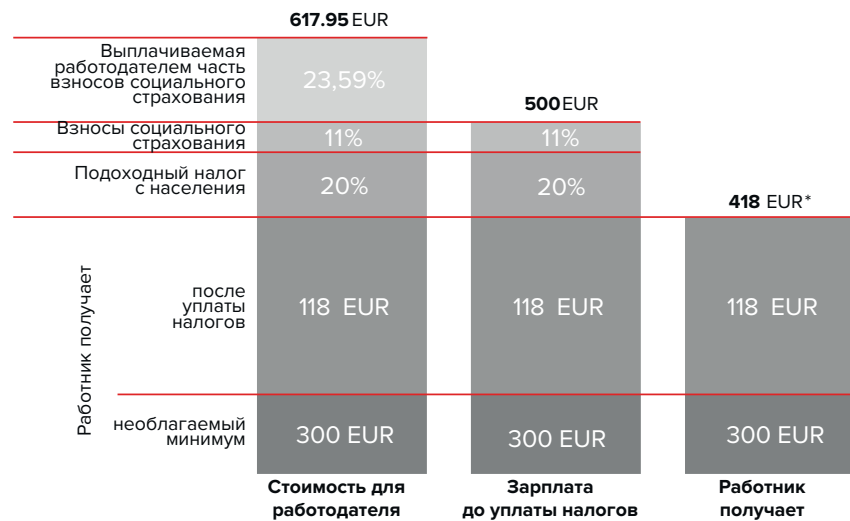 617.95 EUR
Выплачиваемая
работодателем часть
взносов социального
страхования
23,59%
500 EUR
Взносы социального
страхования
11%
11%
Подоходный налог
с населения
20%
20%
418 EUR*
Работник получает
после
уплаты
налогов
118 EUR
118 EUR
118 EUR
необлагаемый
минимум
300 EUR
300 EUR
300 EUR
Стоимость для
работодателя
Зарплата
до уплаты налогов
Работник
получает